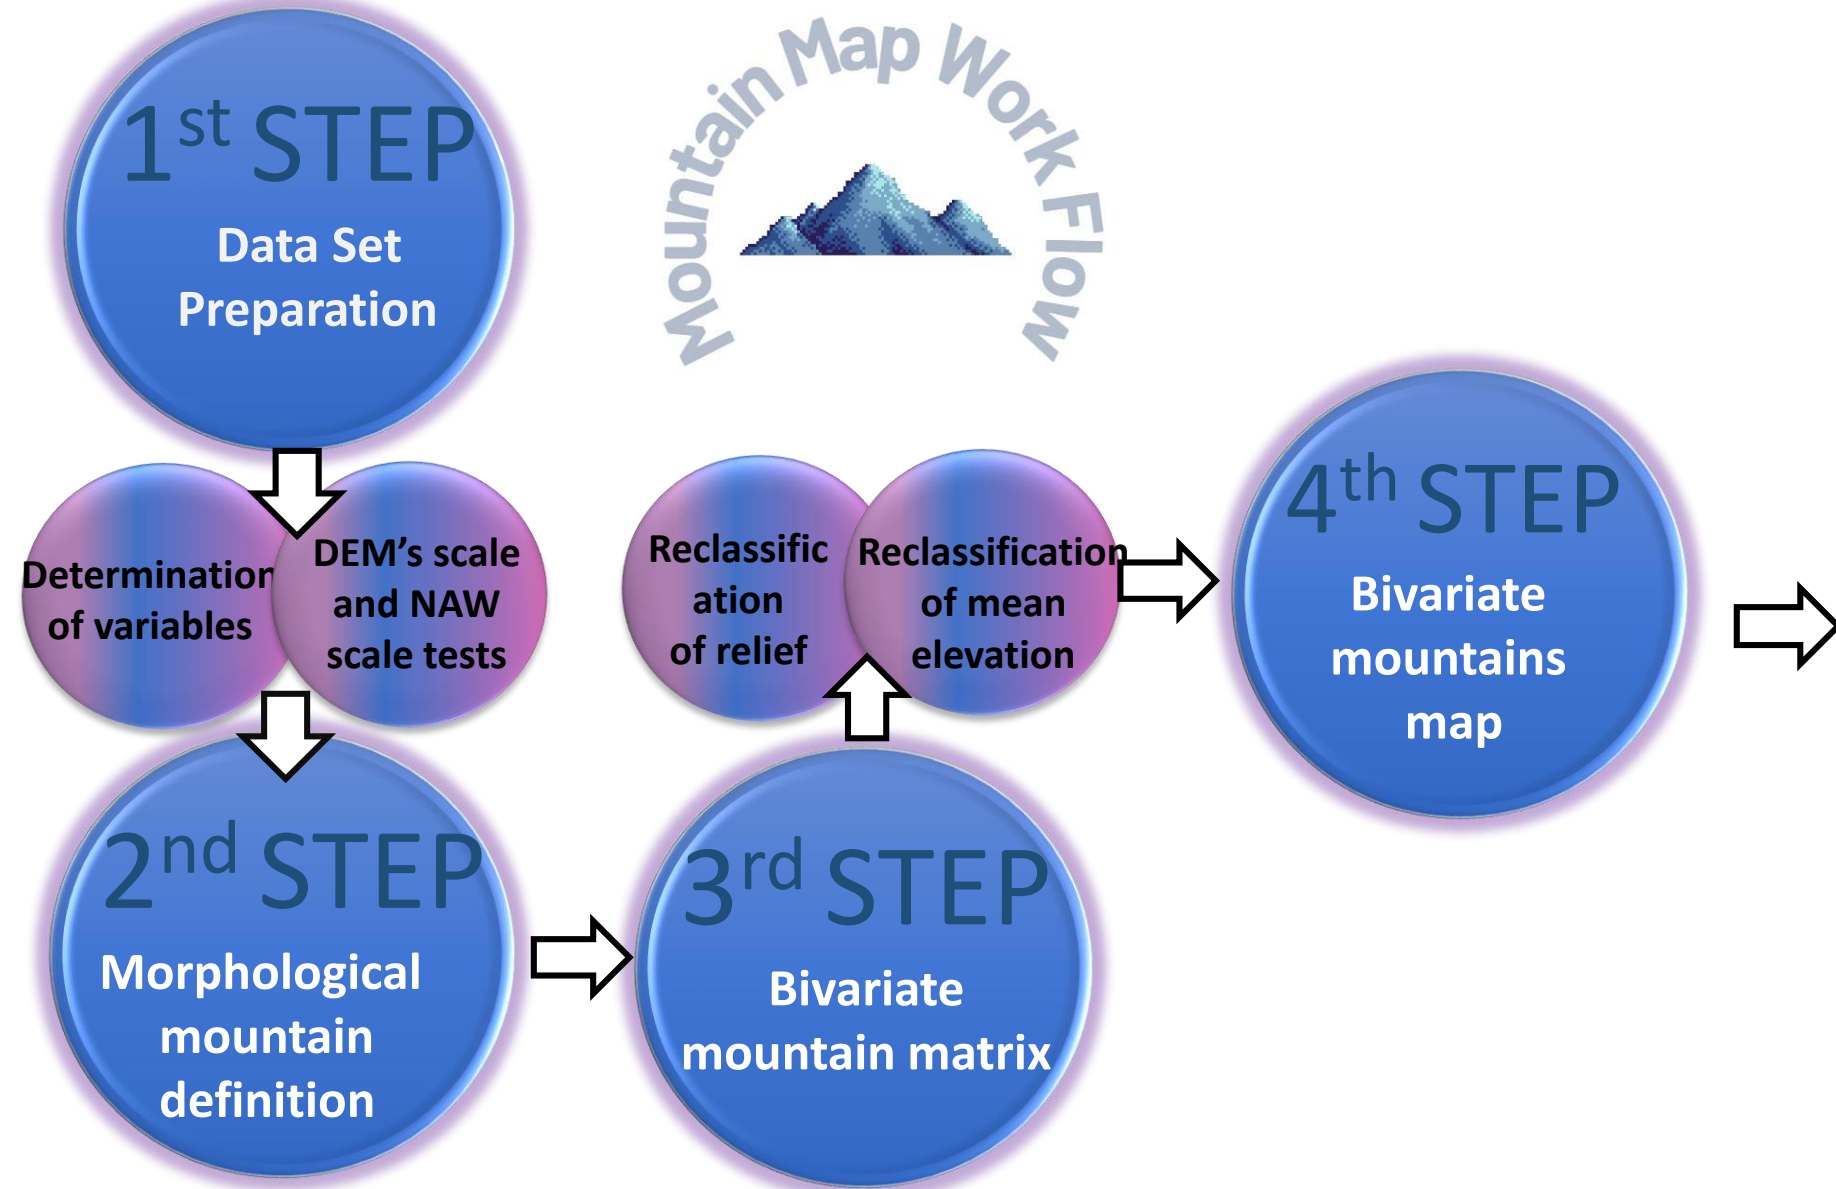 Mountain Map Work Flow
1st STEP
Data Set
Preparation
Determination
of variables
DEM's scale
and NAW
scale tests
2nd STEP
Morphological
mountain
definition
3rd STEP
Bivariate
mountain matrix
Reclassific
ation
of relief
Reclassification
of mean
elevation
4th STEP
Bivariate
mountains
map